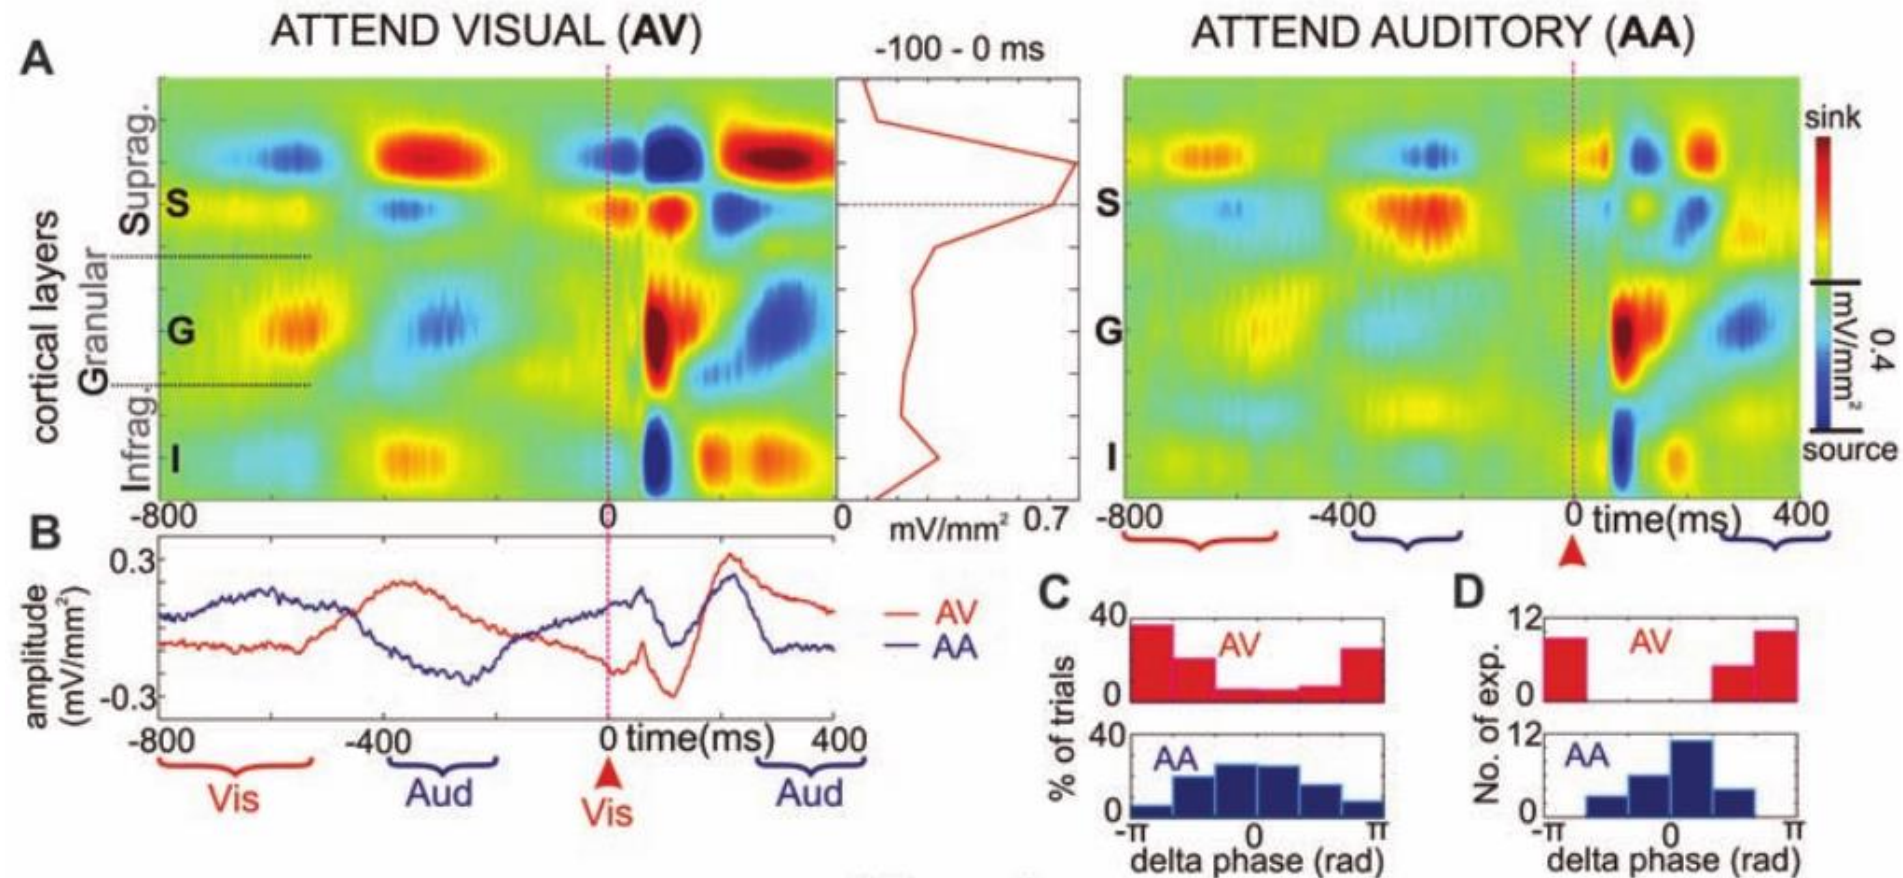 A
ATTEND VISUAL (AV)
-100 - 0 ms
ATTEND AUDITORY (AA)
cortical layers
Suprag.
Granular
Infrag.
S
G
I
-800
0
0
mV/mm²
0.7
S
G
I
-800
-400
0
time(ms)
400
sink
mV/mm²
0.4
source
B
amplitude
(mV/mm²)
0.3
-0.3
-800
-400
0
time(ms)
400
Vis
Aud
Vis
Aud
AV
AA
C
% of trials
40
0
AV
40
0
AA
-π
0
π
delta phase (rad)
D
No. of exp.
12
0
AV
12
0
AA
-π
0
π
delta phase (rad)